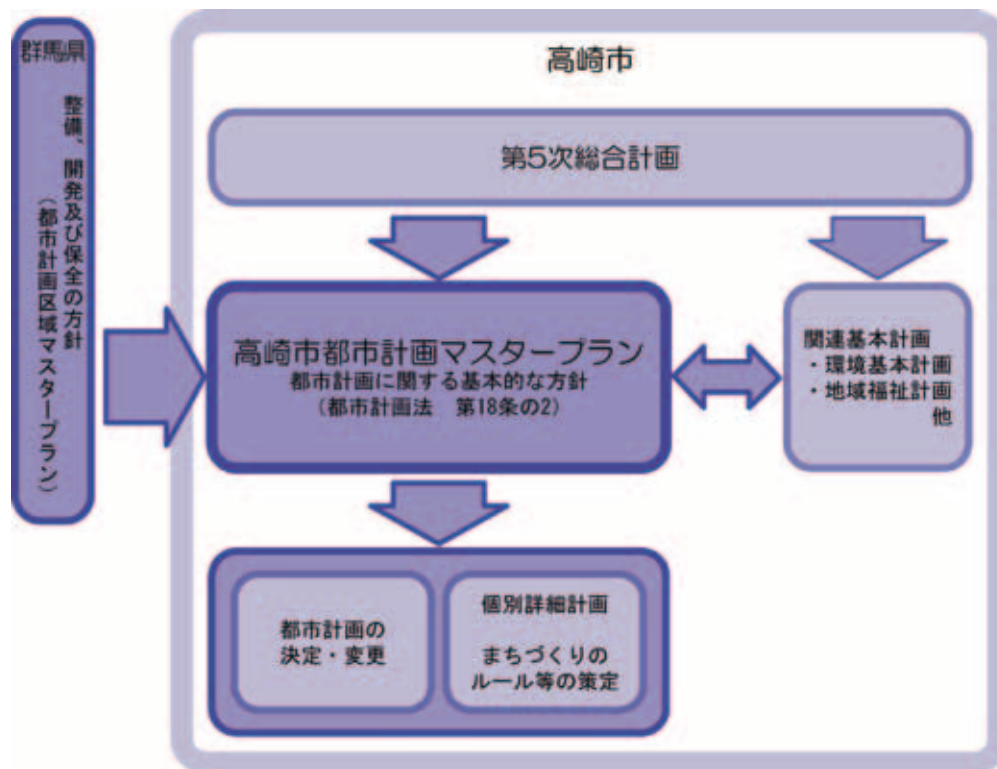 群馬県
整備、開発及び保全の方針
（都市計画区域マスタープラン）
高崎市
第5次総合計画
高崎市都市計画マスタープラン
都市計画に関する基本的な方針
（都市計画法　第18条の2）
関連基本計画
・環境基本計画
・地域福祉計画
他
都市計画の
決定・変更
個別詳細計画
まちづくりの
ルール等の策定